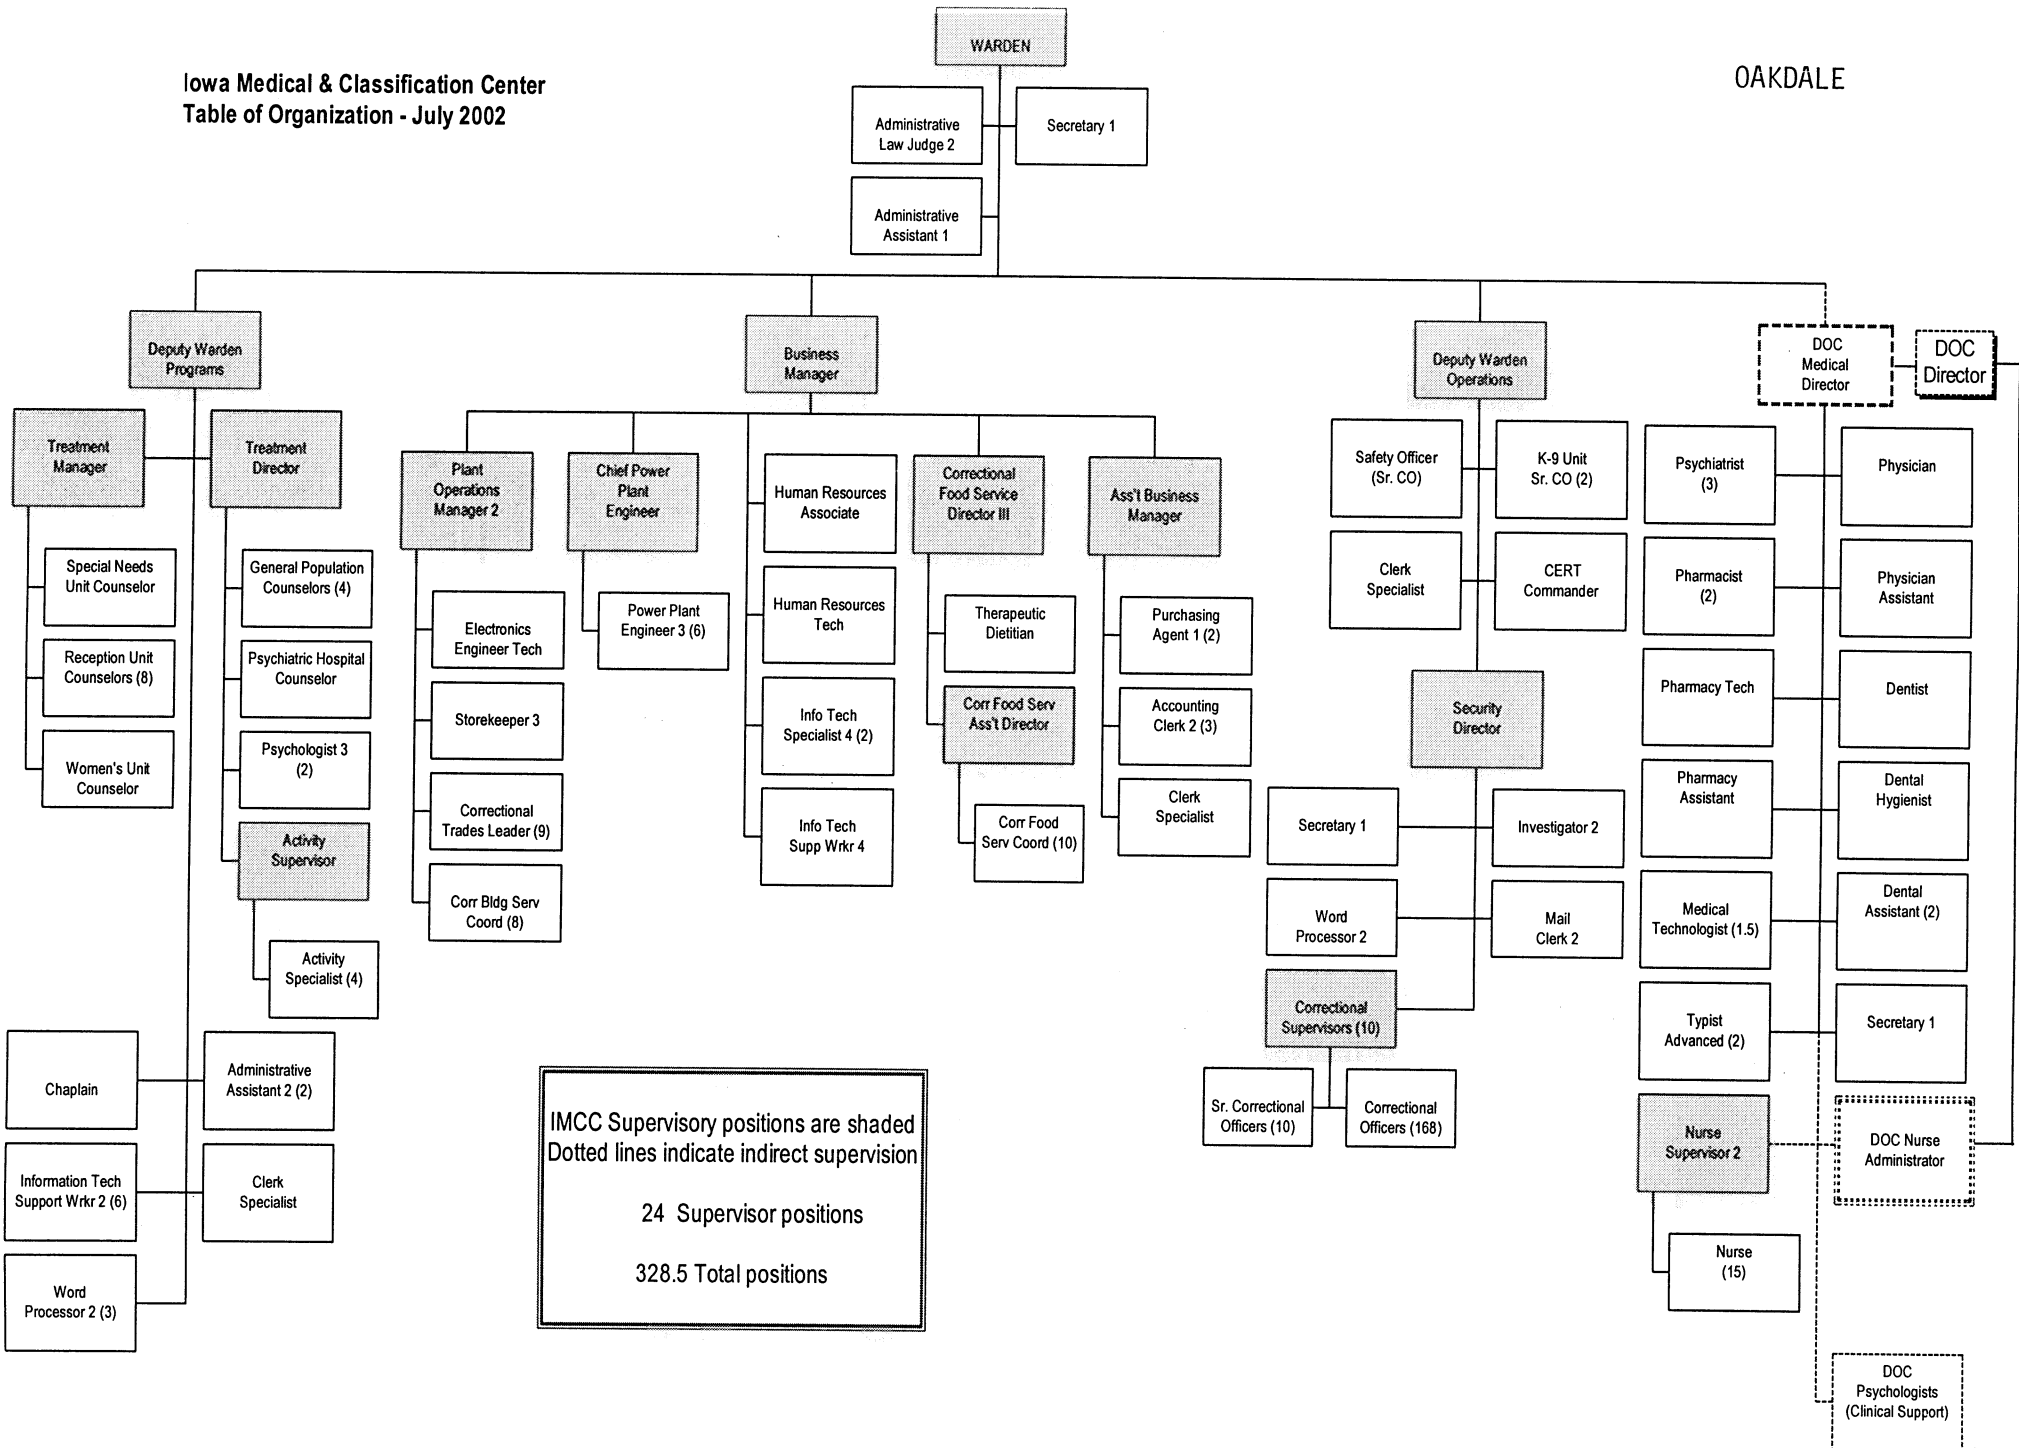 Iowa Medical & Classification Center
Table of Organization - July 2002
OAKDALE
WARDEN
Administrative
Law Judge 2
Secretary 1
Administrative
Assistant 1
Deputy Warden
Programs
Business
Manager
Deputy Warden
Operations
DOC
Medical
Director
DOC
Director
Treatment
Manager
Treatment
Director
Special Needs
Unit Counselor
Reception Unit
Counselors (8)
Women's Unit
Counselor
General Population
Counselors (4)
Psychiatric Hospital
Counselor
Psychologist 3
(2)
Activity
Supervisor
Activity
Specialist (4)
Chaplain
Administrative
Assistant 2 (2)
Information Tech
Support Wrkr 2 (6)
Clerk
Specialist
Word
Processor 2 (3)
Plant
Operations
Manager 2
Electronics
Engineer Tech
Storekeeper 3
Correctional
Trades Leader (9)
Corr Bldg Serv
Coord (8)
Chief Power
Plant
Engineer
Power Plant
Engineer 3 (6)
Human Resources
Associate
Human Resources
Tech
Info Tech
Specialist 4 (2)
Info Tech
Supp Wrkr 4
Correctional
Food Service
Director III
Therapeutic
Dietitian
Corr Food Serv
Ass't Director
Corr Food
Serv Coord (10)
Ass't Business
Manager
Purchasing
Agent 1 (2)
Accounting
Clerk 2 (3)
Clerk
Specialist
Safety Officer
(Sr. CO)
K-9 Unit
Sr. CO (2)
Clerk
Specialist
CERT
Commander
Security
Director
Secretary 1
Investigator 2
Word
Processor 2
Mail
Clerk 2
Correctional
Supervisors (10)
Sr. Correctional
Officers (10)
Correctional
Officers (168)
Psychiatrist
(3)
Physician
Pharmacist
(2)
Physician
Assistant
Pharmacy Tech
Dentist
Pharmacy
Assistant
Dental
Hygienist
Medical
Technologist (1.5)
Dental
Assistant (2)
Typist
Advanced (2)
Secretary 1
Nurse
Supervisor 2
DOC Nurse
Administrator
Nurse
(15)
DOC
Psychologists
(Clinical Support)
IMCC Supervisory positions are shaded
Dotted lines indicate indirect supervision
24 Supervisor positions
328.5 Total positions